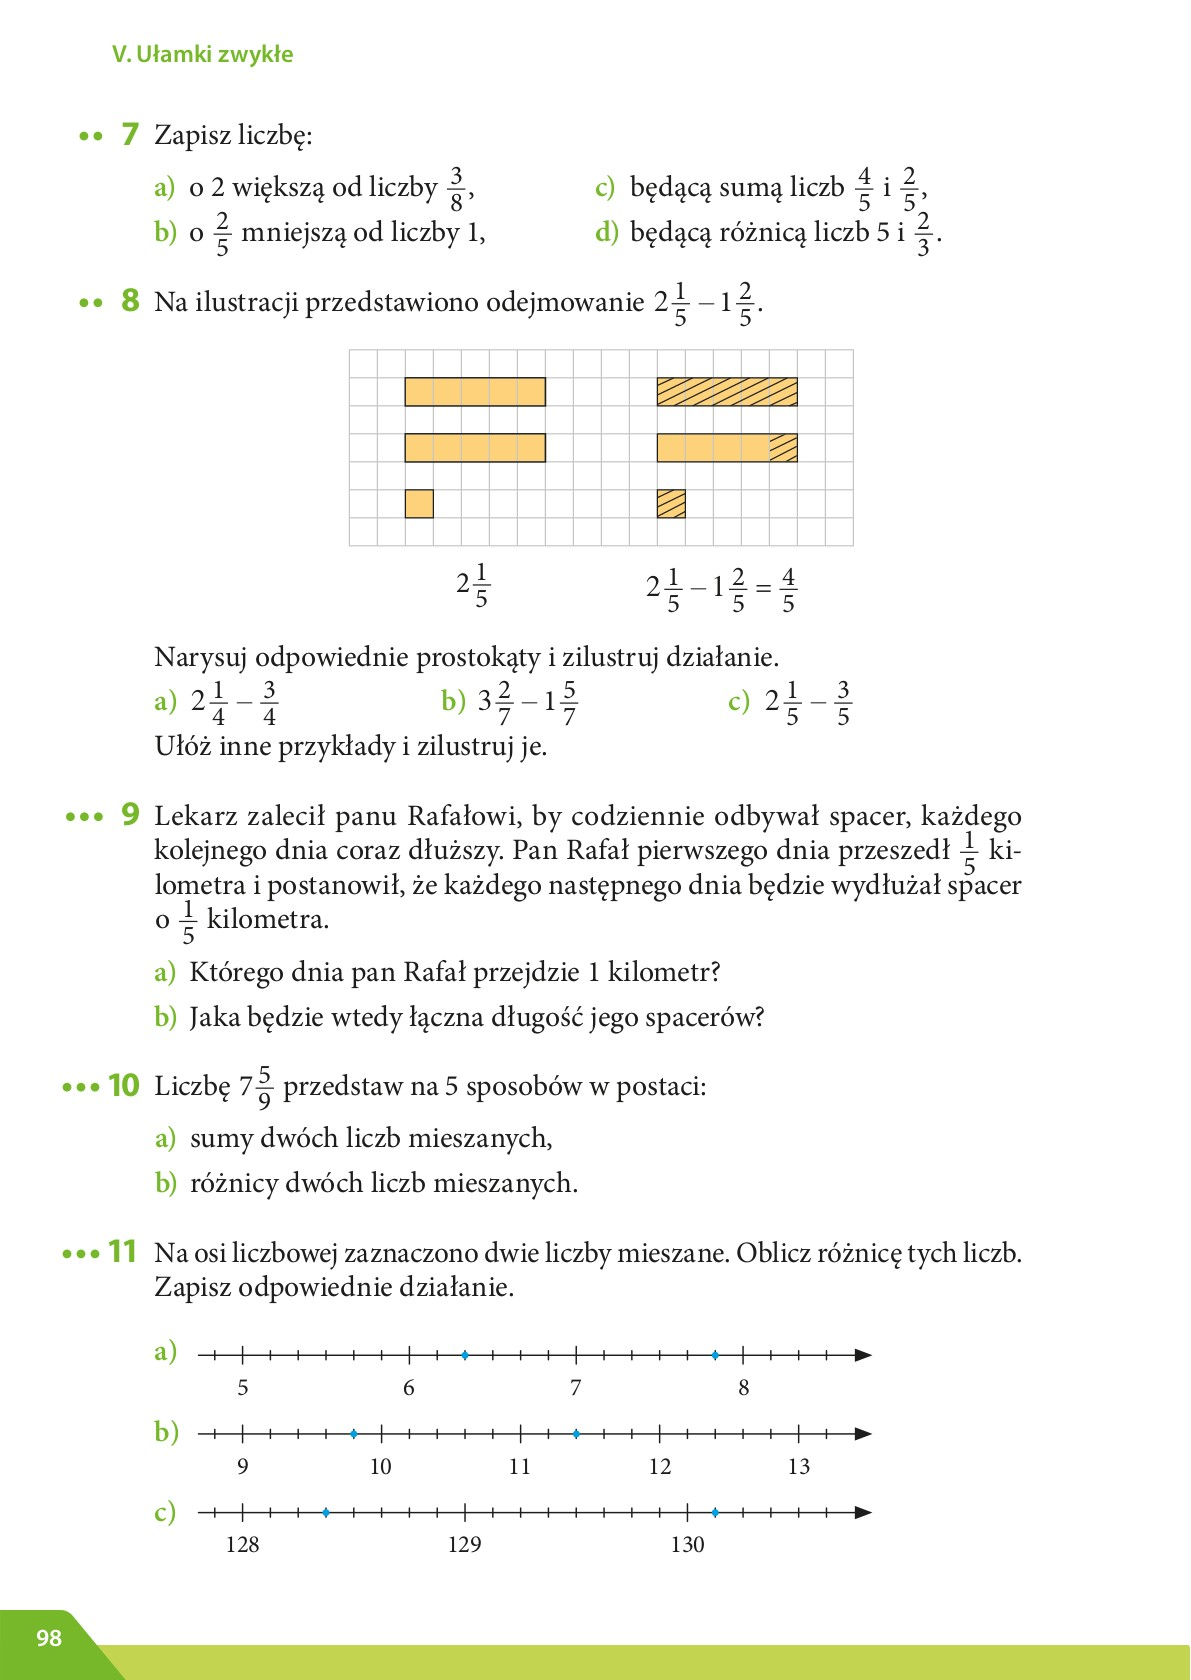 V. Ułamki zwykłe
•• 7 Zapisz liczbę:
a) o 2 większą od liczby 3/8,
c) będącą sumą liczb 4/5 i 2/5,
b) o 2/5 mniejszą od liczby 1,
d) będącą różnicą liczb 5 i 2/3.
•• 8 Na ilustracji przedstawiono odejmowanie 2 1/5 – 1 2/5.
2 1/5
2 1/5 – 1 2/5 = 4/5
Narysuj odpowiednie prostokąty i zilustruj działanie.
a) 2 1/4 – 3/4 b) 3 2/7 – 1 5/7 c) 2 1/5 – 3/5
Ułóż inne przykłady i zilustruj je.
••• 9 Lekarz zalecił panu Rafałowi, by codziennie odbywał spacer, każdego
kolejnego dnia coraz dłuższy. Pan Rafał pierwszego dnia przeszedł 1/5 ki-
lometra i postanowił, że każdego następnego dnia będzie wydłużał spacer
o 1/5 kilometra.
a) Którego dnia pan Rafał przejdzie 1 kilometr?
b) Jaka będzie wtedy łączna długość jego spacerów?
••• 10 Liczbę 7 5/9 przedstaw na 5 sposobów w postaci:
a) sumy dwóch liczb mieszanych,
b) różnicy dwóch liczb mieszanych.
••• 11 Na osi liczbowej zaznaczono dwie liczby mieszane. Oblicz różnicę tych liczb.
Zapisz odpowiednie działanie.
a)
5 6 7 8
b)
9 10 11 12 13
c)
128 129 130
98